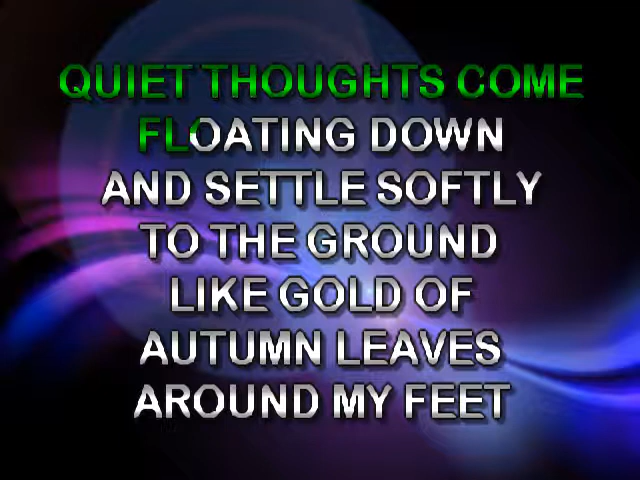 QUIET THOUGHTS COME
FLOATING DOWN
AND SETTLE SOFTLY
TO THE GROUND
LIKE GOLD OF
AUTUMN LEAVES
AROUND MY FEET